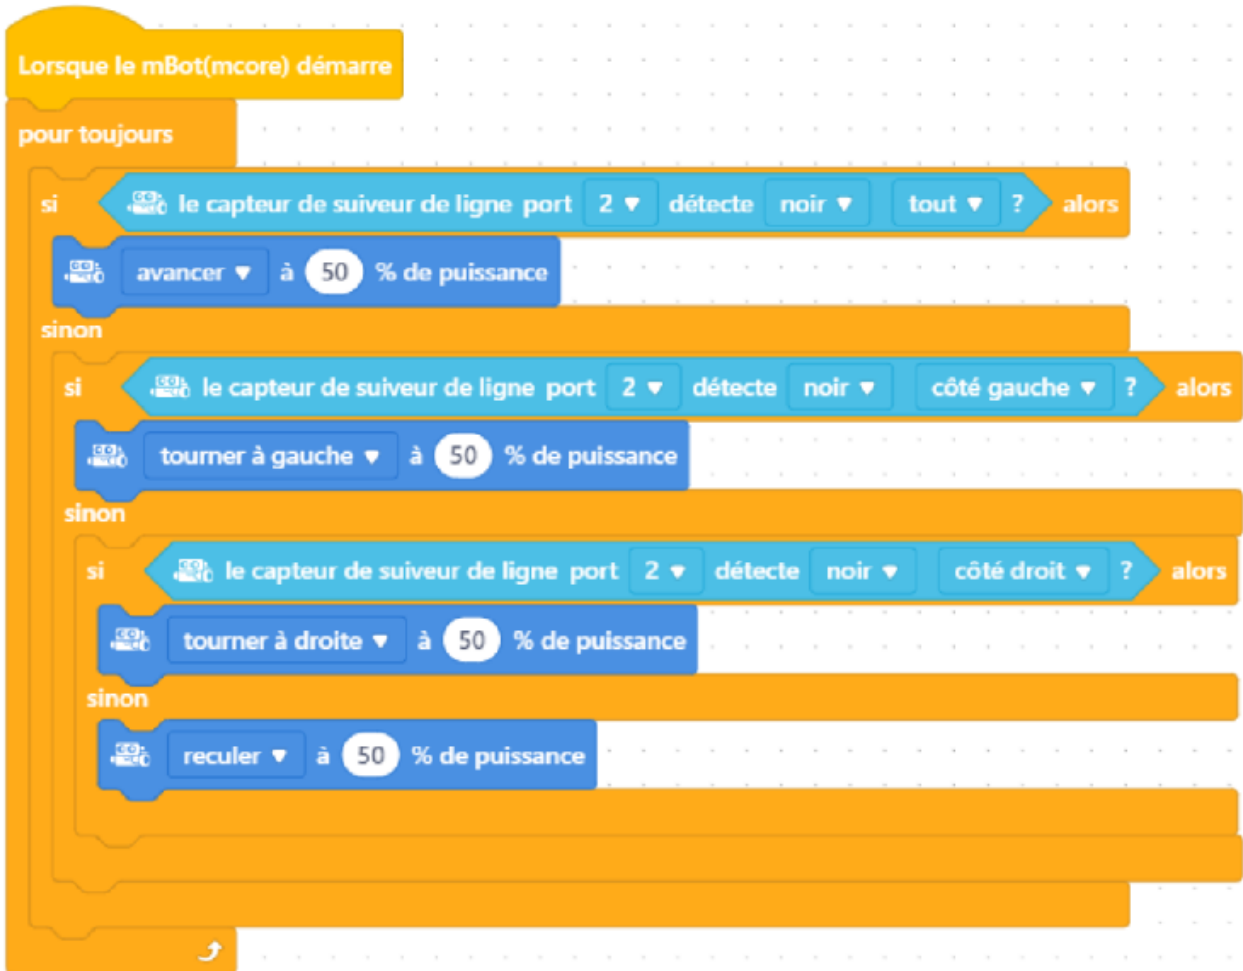 Lorsque le mBot(mcore) démarre
pour toujours
si le capteur de suiveur de ligne port 2 détecte noir tout ? alors
avancer à 50 % de puissance
sinon
si le capteur de suiveur de ligne port 2 détecte noir côté gauche ? alors
tourner à gauche à 50 % de puissance
sinon
si le capteur de suiveur de ligne port 2 détecte noir côté droit ? alors
tourner à droite à 50 % de puissance
sinon
reculer à 50 % de puissance